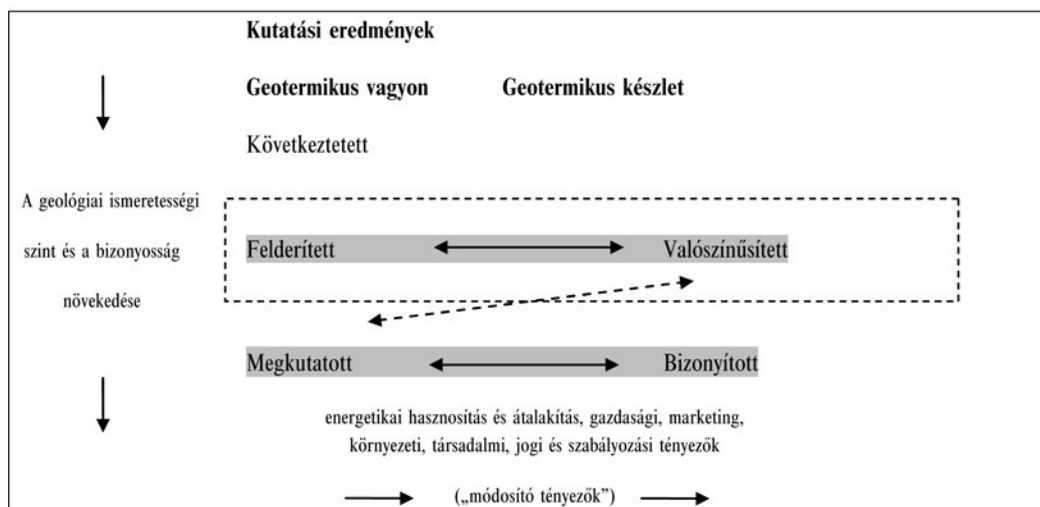 Kutatási eredmények
Geotermikus vagyon Geotermikus készlet
Következtetett
A geológiai ismeretességi
szint és a bizonyosság
növekedése
Felderített Valószínűsített
Megkutatott Bizonyított
energetikai hasznosítás és átalakítás, gazdasági, marketing,
környezeti, társadalmi, jogi és szabályozási tényezők
(„módosító tényezők”)